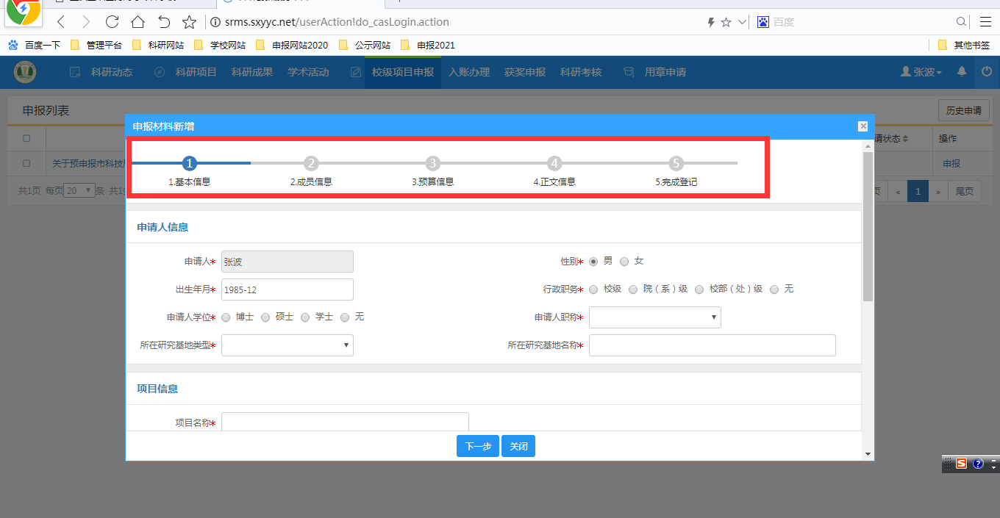 srms.sxyyc.net/userAction!do_casLogin.action
百度
百度一下 管理平台 科研网站 学校网站 申报网站2020 公示网站 申报2021 其他书签
科研动态 科研项目 科研成果 学术活动 校级项目申报 入账办理 获奖申报 科研考核 用章申请 张波
申报列表 历史申请
请状态 操作
关于预申报市科技 申报
共1页 每页 20 条 共1 页 « 1 » 尾页
申报材料新增
1 2 3 4 5
1.基本信息 2.成员信息 3.预算信息 4.正文信息 5.完成登记
申请人信息
申请人* 张波 性别* 男 女
出生年月* 1985-12 行政职务* 校级 院（系）级 校部（处）级 无
申请人学位* 博士 硕士 学士 无 申请人职称*
所在研究基地类型* 所在研究基地名称*
项目信息
项目名称*
下一步 关闭